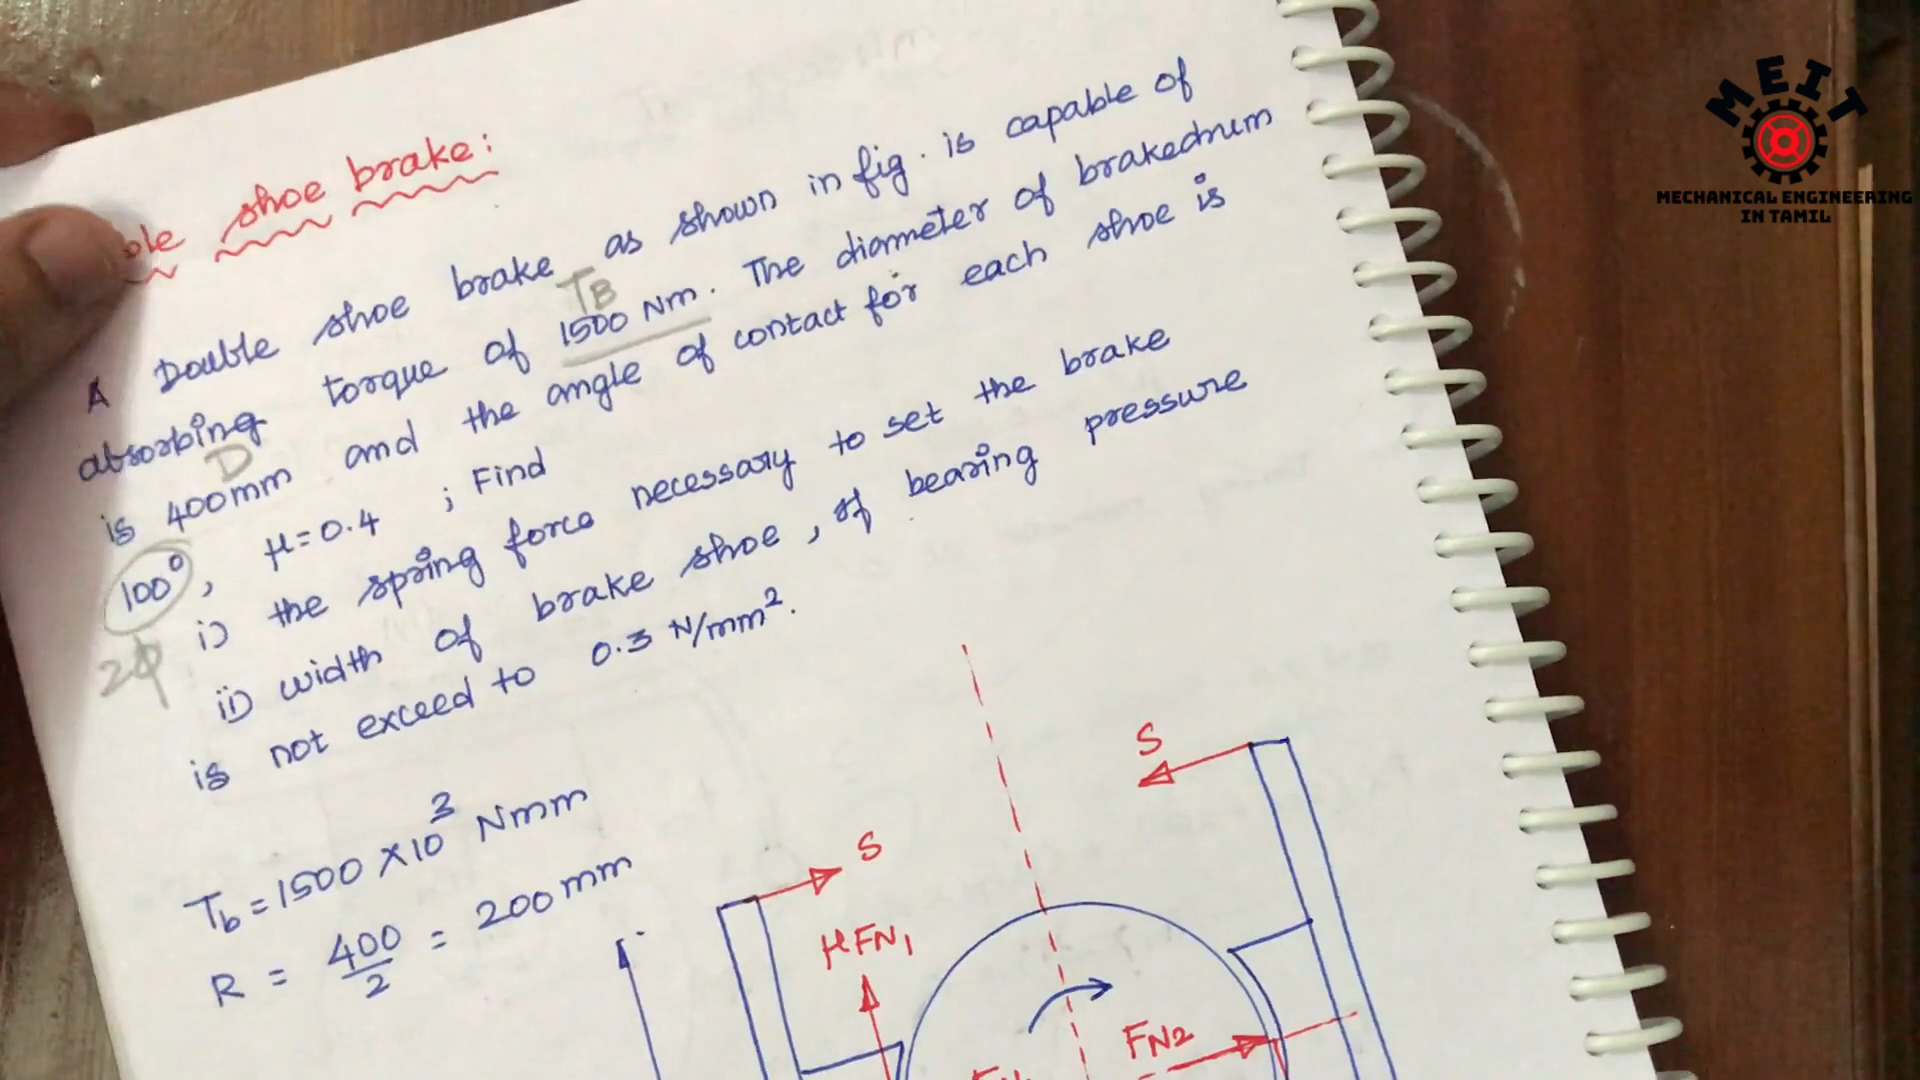 shoe brake:
A Double shoe brake as shown in fig. is capable of
TB
absorbing torque of 1500 Nm. The diameter of brakedrum
D
is 400mm and the angle of contact for each shoe is
100°, μ=0.4 ; Find
2ϕ
i) the spring force necessary to set the brake
ii) width of brake shoe, if bearing pressure
is not exceed to 0.3 N/mm².
Tb = 1500 × 10³ Nmm
R = 400/2 = 200mm
S
S
μFN1
FN2
MEIT
MECHANICAL ENGINEERING
IN TAMIL